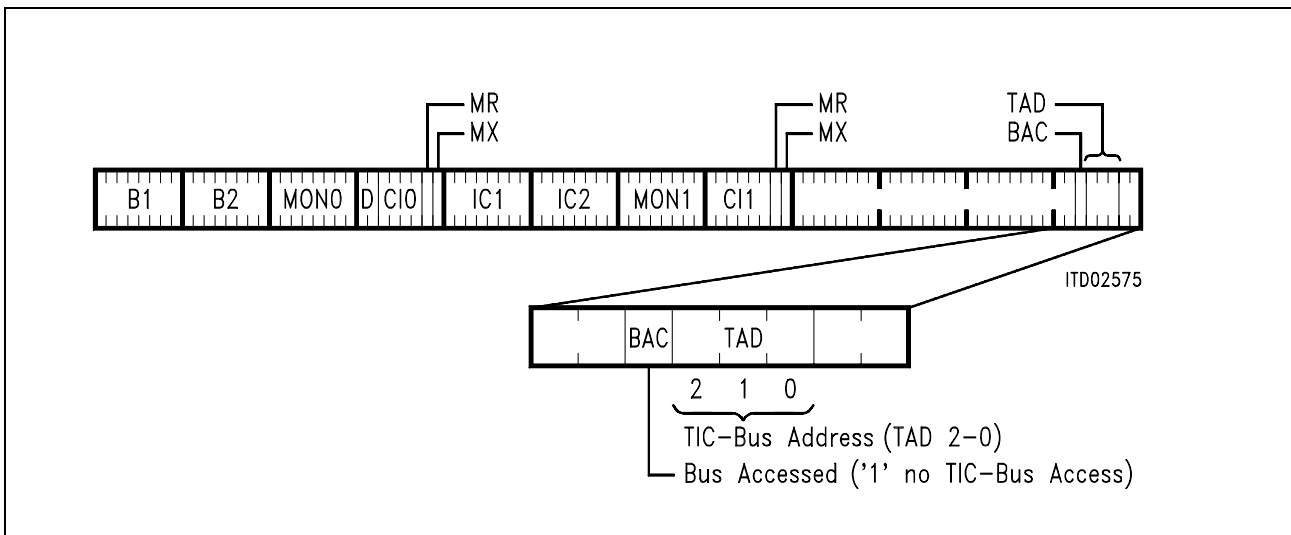 MR MR TAD
MX MX BAC
B1 B2 MON0 D CI0 IC1 IC2 MON1 CI1
ITD02575
BAC TAD
2 1 0
TIC-Bus Address (TAD 2-0)
Bus Accessed ('1' no TIC-Bus Access)